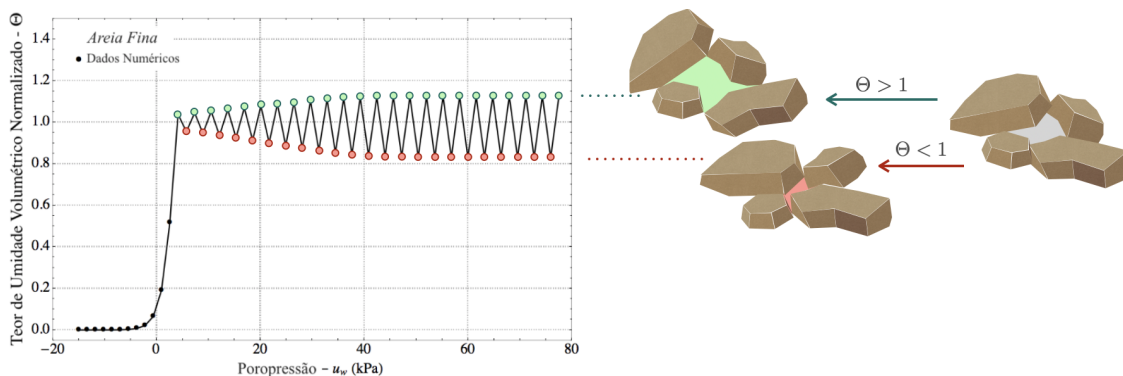 Teor de Umidade Volumétrico Normalizado - Θ
1.4
1.2
1.0
0.8
0.6
0.4
0.2
0.0
Areia Fina
Dados Numéricos
−20
0
20
40
60
80
Poropressão - u_w (kPa)
Θ > 1
Θ < 1